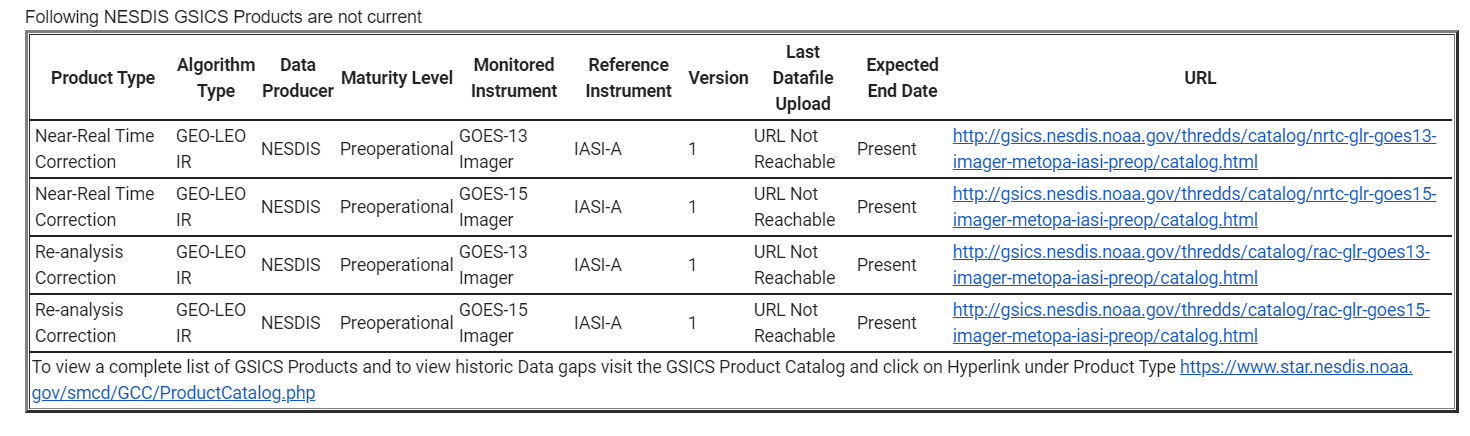 Following NESDIS GSICS Products are not current
Product Type
Algorithm
Type
Data
Producer
Maturity Level
Monitored
Instrument
Reference
Instrument
Version
Last
Datafile
Upload
Expected
End Date
URL
Near-Real Time
Correction
GEO-LEO
IR
NESDIS
Preoperational
GOES-13
Imager
IASI-A
1
URL Not
Reachable
Present
http://gsics.nesdis.noaa.gov/thredds/catalog/nrtc-glr-goes13-
imager-metopa-iasi-preop/catalog.html
Near-Real Time
Correction
GEO-LEO
IR
NESDIS
Preoperational
GOES-15
Imager
IASI-A
1
URL Not
Reachable
Present
http://gsics.nesdis.noaa.gov/thredds/catalog/nrtc-glr-goes15-
imager-metopa-iasi-preop/catalog.html
Re-analysis
Correction
GEO-LEO
IR
NESDIS
Preoperational
GOES-13
Imager
IASI-A
1
URL Not
Reachable
Present
http://gsics.nesdis.noaa.gov/thredds/catalog/rac-glr-goes13-
imager-metopa-iasi-preop/catalog.html
Re-analysis
Correction
GEO-LEO
IR
NESDIS
Preoperational
GOES-15
Imager
IASI-A
1
URL Not
Reachable
Present
http://gsics.nesdis.noaa.gov/thredds/catalog/rac-glr-goes15-
imager-metopa-iasi-preop/catalog.html
To view a complete list of GSICS Products and to view historic Data gaps visit the GSICS Product Catalog and click on Hyperlink under Product Type https://www.star.nesdis.noaa.
gov/smcd/GCC/ProductCatalog.php